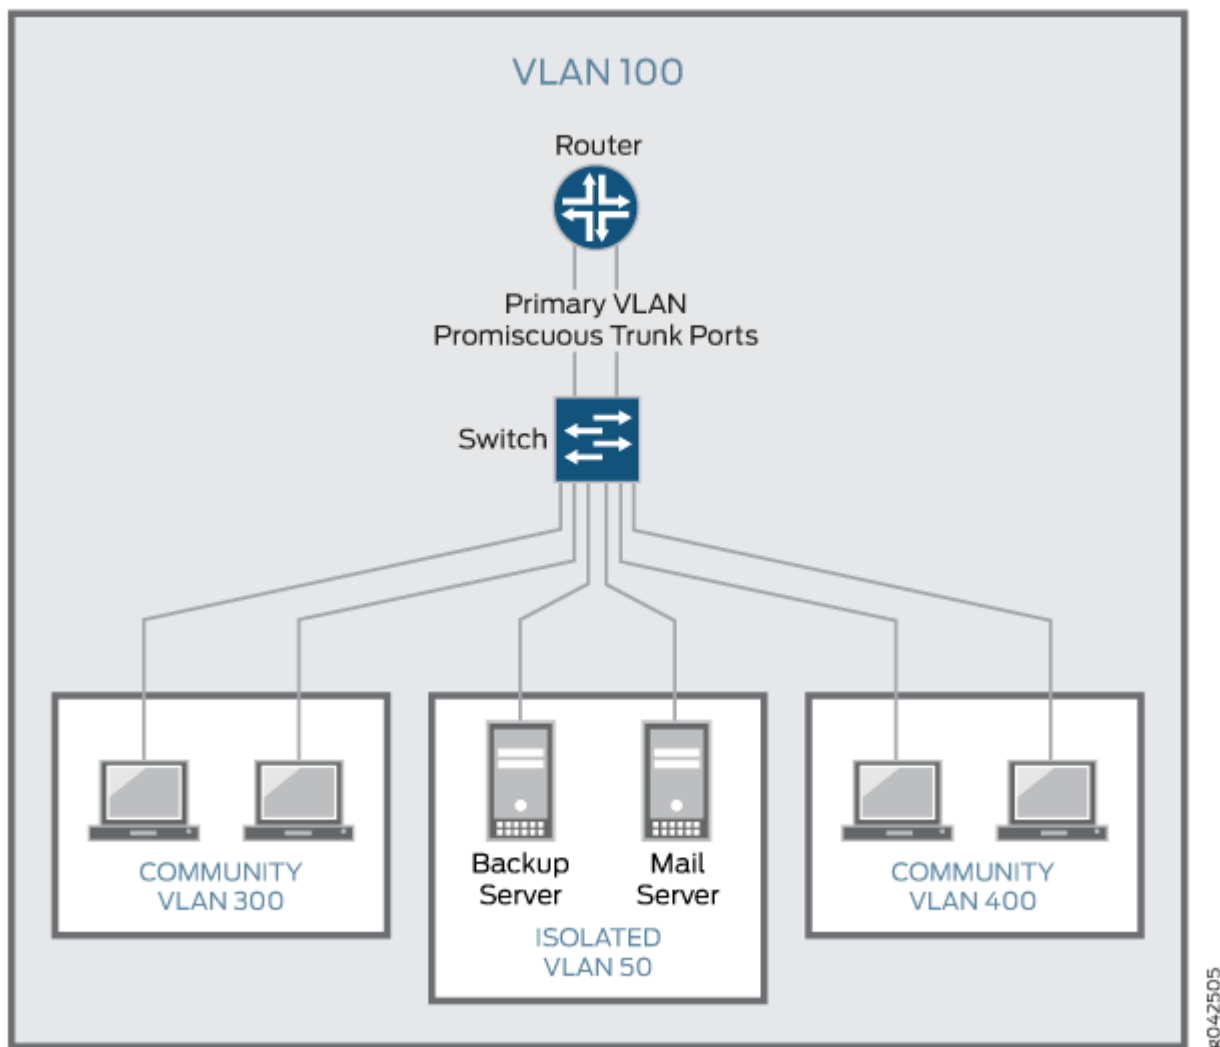 VLAN 100
Router
Primary VLAN
Promiscuous Trunk Ports
Switch
COMMUNITY
VLAN 300
Backup
Server
Mail
Server
ISOLATED
VLAN 50
COMMUNITY
VLAN 400
g042505